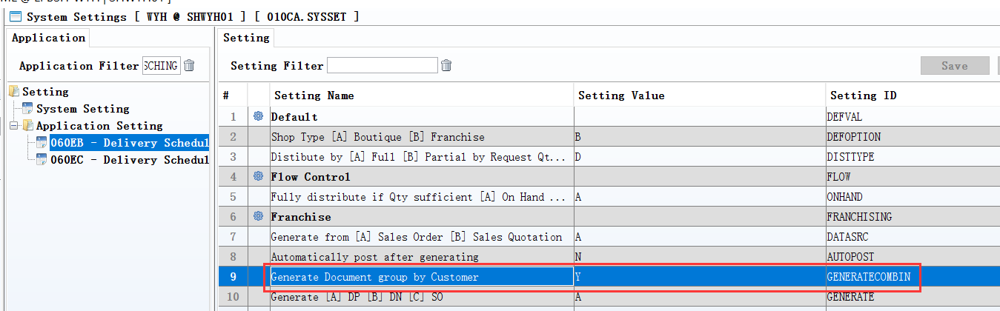 System Settings [ WYH @ SHWYH01 ] [ 010CA.SYSSET ]
Application
Setting
Application Filter SCHING
Setting Filter
Save
Setting
System Setting
Application Setting
060EB - Delivery Schedul
060EC - Delivery Schedul
# Setting Name Setting Value Setting ID
1 Default DEFVAL
2 Shop Type [A] Boutique [B] Franchise B DEFOPTION
3 Distibute by [A] Full [B] Partial by Request Qt... D DISTTYPE
4 Flow Control FLOW
5 Fully distribute if Qty sufficient [A] On Hand ... A ONHAND
6 Franchise FRANCHISING
7 Generate from [A] Sales Order [B] Sales Quotation A DATASRC
8 Automatically post after generating N AUTOPOST
9 Generate Document group by Customer Y GENERATECOMBIN
10 Generate [A] DP [B] DN [C] SO A GENERATE